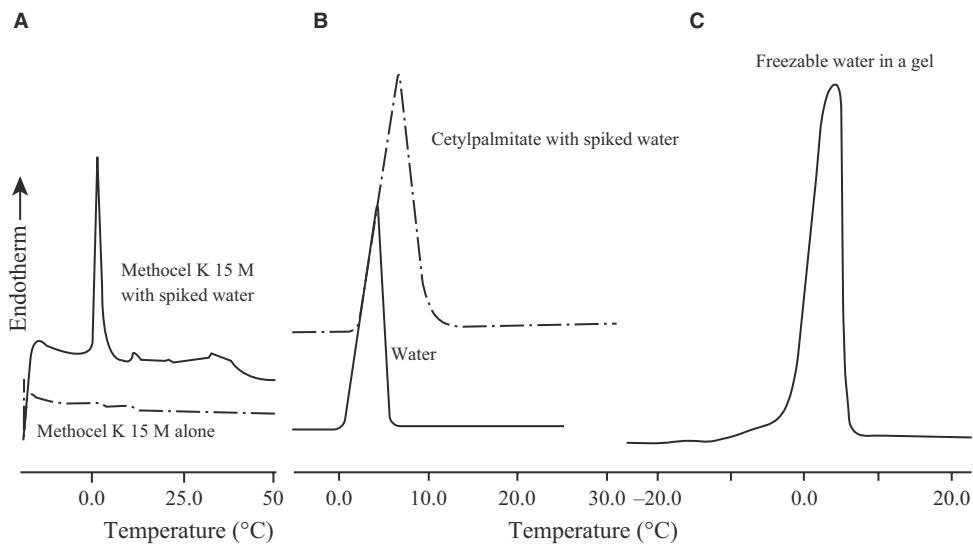 A
B
C
Freezable water in a gel
Cetylpalmitate with spiked water
Endotherm
Methocel K 15 M
with spiked water
Water
Methocel K 15 M alone
0.0 25.0 50
0.0 10.0 20.0 30.0
–20.0 0.0 20.0
Temperature (°C)
Temperature (°C)